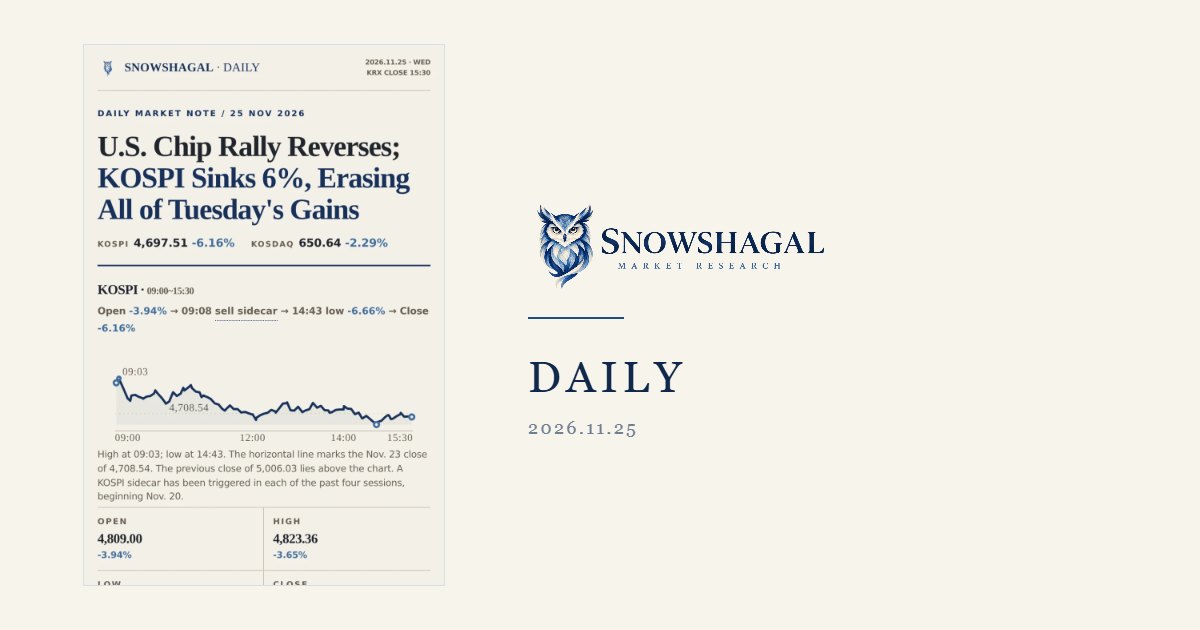 SNOWSHAGAL · DAILY
2026.11.25 · WED
KRX CLOSE 15:30
DAILY MARKET NOTE / 25 NOV 2026
U.S. Chip Rally Reverses;
KOSPI Sinks 6%, Erasing
All of Tuesday's Gains
KOSPI 4,697.51 -6.16% KOSDAQ 650.64 -2.29%
KOSPI · 09:00~15:30
Open -3.94% → 09:08 sell sidecar → 14:43 low -6.66% → Close
-6.16%
09:03
4,708.54
09:00 12:00 14:00 15:30
High at 09:03; low at 14:43. The horizontal line marks the Nov. 23 close
of 4,708.54. The previous close of 5,006.03 lies above the chart. A
KOSPI sidecar has been triggered in each of the past four sessions,
beginning Nov. 20.
OPEN HIGH
4,809.00 4,823.36
-3.94% -3.65%
LOW CLOSE
SNOWSHAGAL
MARKET RESEARCH
DAILY
2026.11.25